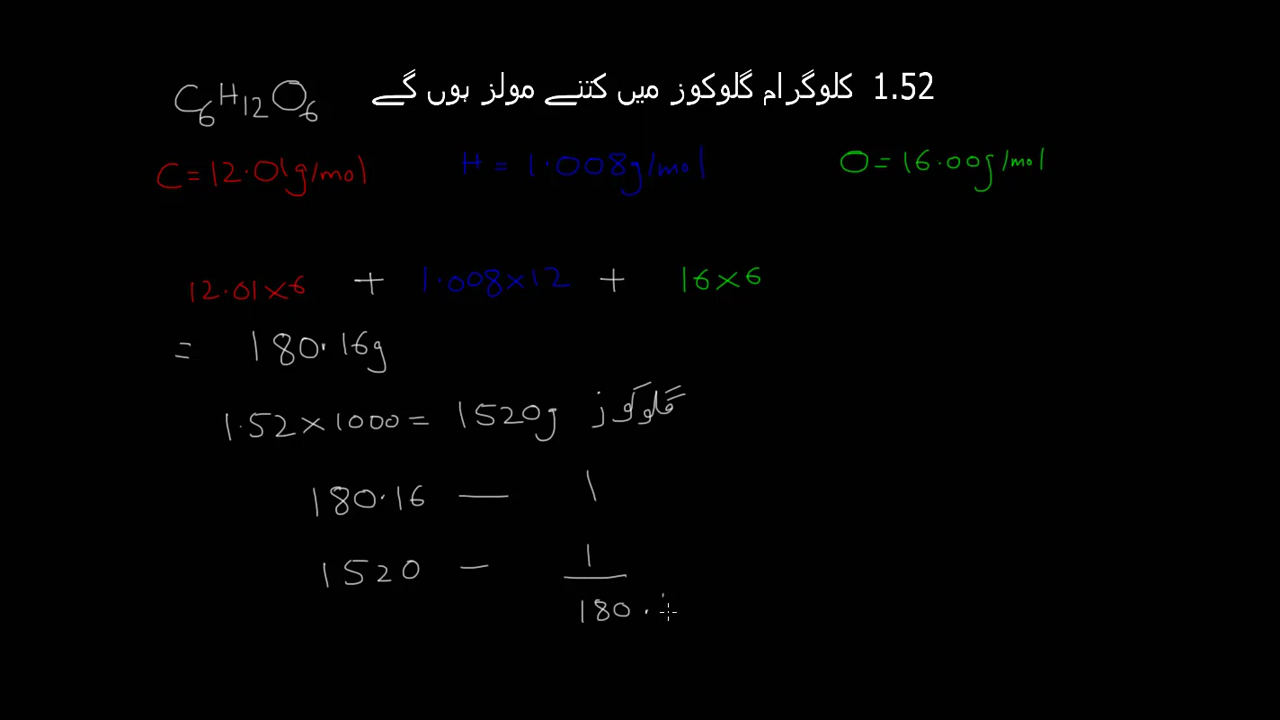 C6H12O6 1.52 کلوگرام گلوکوز میں کتنے مولز ہوں گے
C=12.01g/mol H = 1.008g/mol O=16.00g/mol
12.01×6 + 1.008×12 + 16×6
= 180.16g
1.52×1000= 1520g گلوکوز
180.16 — 1
1520 — 1
180.